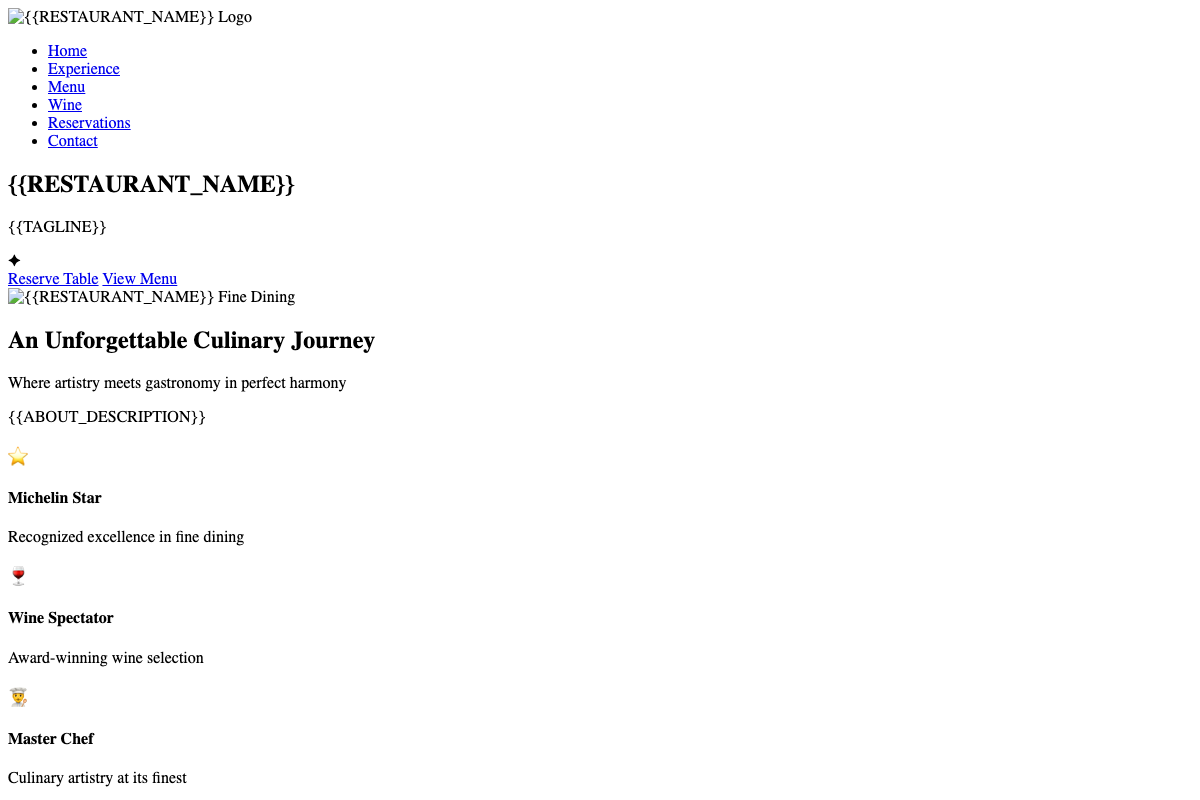 {{RESTAURANT_NAME}} Logo
Home
Experience
Menu
Wine
Reservations
Contact
{{RESTAURANT_NAME}}
{{TAGLINE}}
✦
Reserve Table View Menu
{{RESTAURANT_NAME}} Fine Dining
An Unforgettable Culinary Journey
Where artistry meets gastronomy in perfect harmony
{{ABOUT_DESCRIPTION}}
⭐
Michelin Star
Recognized excellence in fine dining
🍷
Wine Spectator
Award-winning wine selection
👨‍🍳
Master Chef
Culinary artistry at its finest